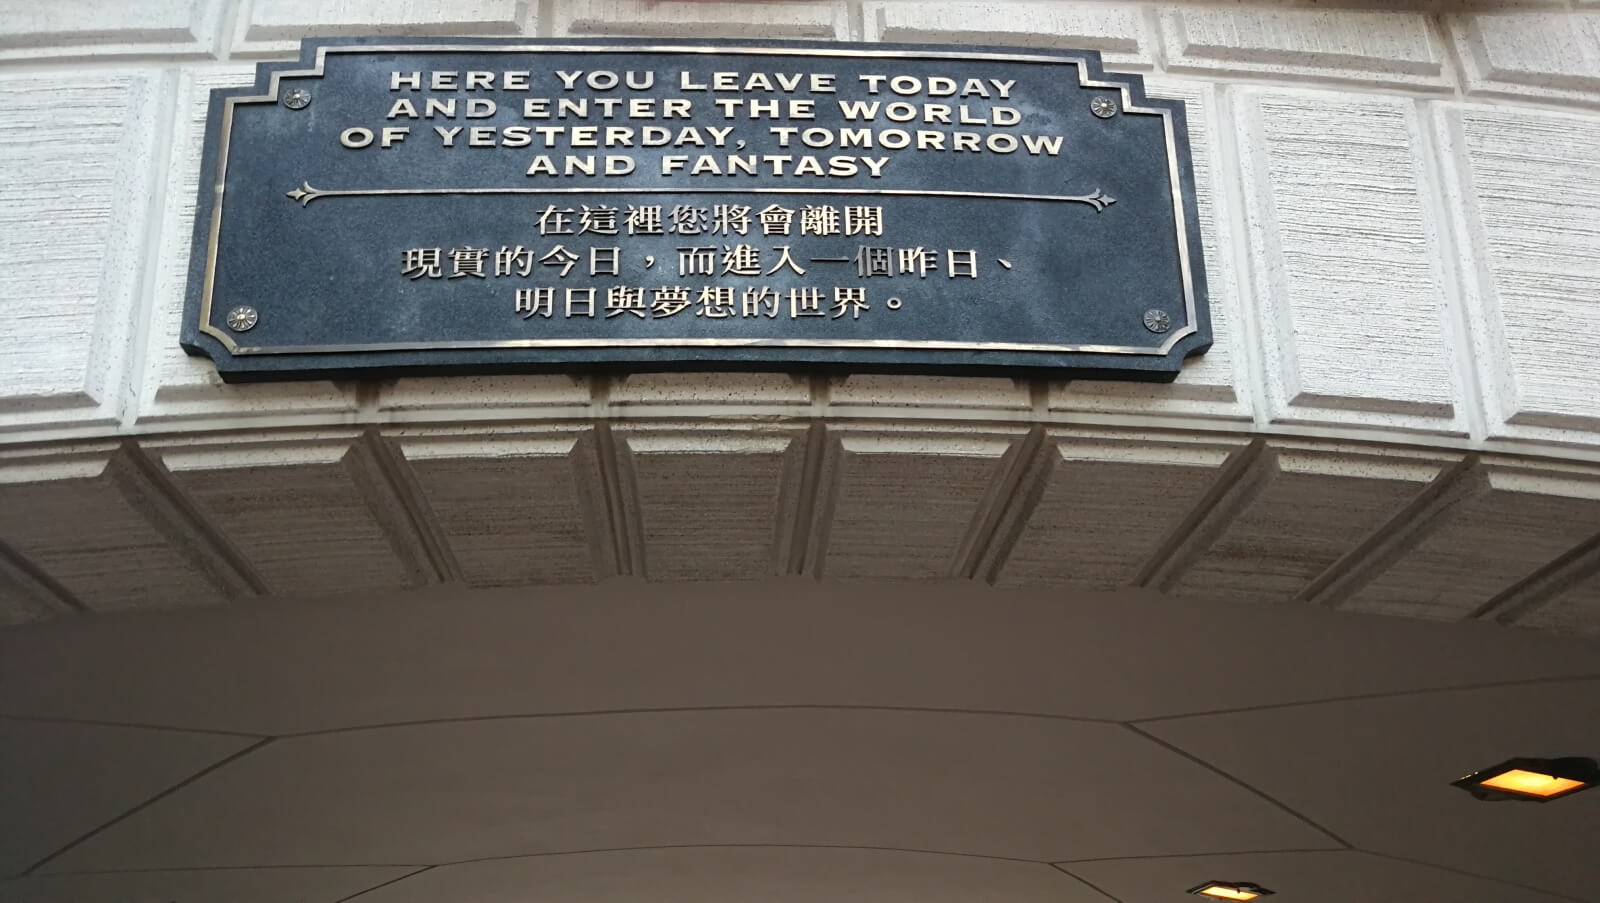 HERE YOU LEAVE TODAY
AND ENTER THE WORLD
OF YESTERDAY, TOMORROW
AND FANTASY
在這裡您將會離開
現實的今日，而進入一個昨日、
明日與夢想的世界。